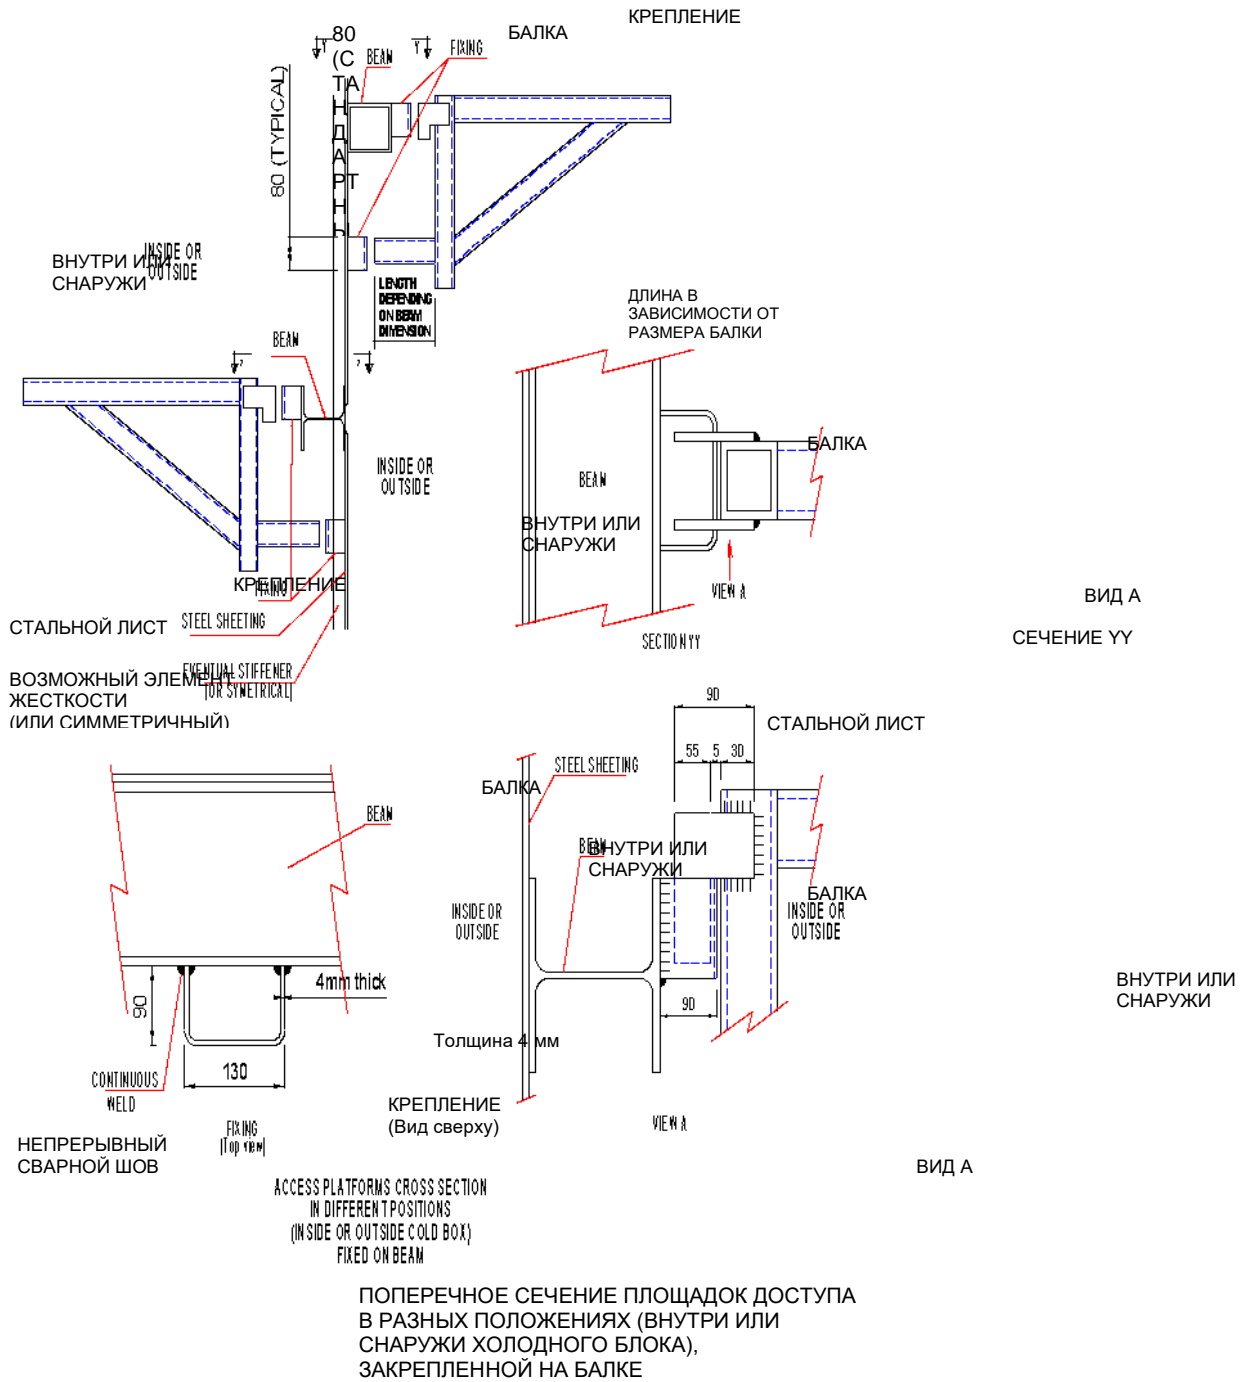 КРЕПЛЕНИЕ
БАЛКА
80
(С
ТА
Н
Д
А
РТ
Н
Y
Y
BEAM
FIXING
80 (TYPICAL)
INSIDE OR
OUTSIDE
ВНУТРИ ИЛИ
СНАРУЖИ
LENGTH
DEPENDING
ON BEAM
DIMENSION
ДЛИНА В
ЗАВИСИМОСТИ ОТ
РАЗМЕРА БАЛКИ
BEAM
INSIDE OR
OUTSIDE
БАЛКА
BEAM
ВНУТРИ ИЛИ
СНАРУЖИ
КРЕПЛЕНИЕ
FIXING
VIEW A
ВИД А
СТАЛЬНОЙ ЛИСТ
STEEL SHEETING
SECTION YY
СЕЧЕНИЕ YY
ВОЗМОЖНЫЙ ЭЛЕМЕНТ
ЖЕСТКОСТИ
(ИЛИ СИММЕТРИЧНЫЙ)
EVENTUAL STIFFENER
(OR SYMETRICAL)
90
СТАЛЬНОЙ ЛИСТ
55 5 30
STEEL SHEETING
БАЛКА
BEAM
BEAM
ВНУТРИ ИЛИ
СНАРУЖИ
БАЛКА
INSIDE OR
OUTSIDE
INSIDE OR
OUTSIDE
4mm thick
90
90
ВНУТРИ ИЛИ
СНАРУЖИ
Толщина 4 мм
130
CONTINUOUS
WELD
КРЕПЛЕНИЕ
(Вид сверху)
FIXING
(Top view)
VIEW A
НЕПРЕРЫВНЫЙ
СВАРНОЙ ШОВ
ВИД А
ACCESS PLATFORMS CROSS SECTION
IN DIFFERENT POSITIONS
(INSIDE OR OUTSIDE COLD BOX)
FIXED ON BEAM
ПОПЕРЕЧНОЕ СЕЧЕНИЕ ПЛОЩАДОК ДОСТУПА
В РАЗНЫХ ПОЛОЖЕНИЯХ (ВНУТРИ ИЛИ
СНАРУЖИ ХОЛОДНОГО БЛОКА),
ЗАКРЕПЛЕННОЙ НА БАЛКЕ